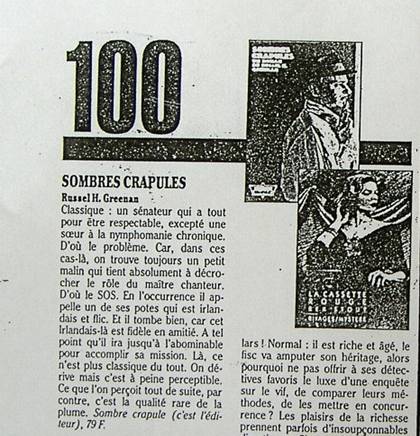 100
SOMBRES CRAPULES
Russel H. Greenan
Classique : un sénateur qui a tout
pour être respectable, excepté une
sœur à la nymphomanie chronique.
D'où le problème. Car, dans ces
cas-là, on trouve toujours un petit
malin qui tient absolument à décro-
cher le rôle du maître chanteur.
D'où le SOS. En l'occurrence il ap-
pelle un de ses potes qui est irlan-
dais et flic. Et il tombe bien, car cet
Irlandais-là est fidèle en amitié. A tel
point qu'il ira jusqu'à l'abominable
pour accomplir sa mission. Là, ce
n'est plus classique du tout. On dé-
rive mais c'est à peine perceptible.
Ce que l'on perçoit tout de suite, par
contre, c'est la qualité rare de la
plume. Sombre crapule (c'est l'édi-
teur), 79 F.
SOMBRES
CRAPULES
LA CASSETTE
ROUGE
RIVAGES/MYSTERE
lars ! Normal : il est riche et âgé, le
fisc va amputer son héritage, alors
pourquoi ne pas offrir à ses détec-
tives favoris le luxe d'une enquête
sur le vif, de comparer leurs mé-
thodes, de les mettre en concur-
rence ? Les plaisirs de la richesse
prennent parfois d'insoupçonnables